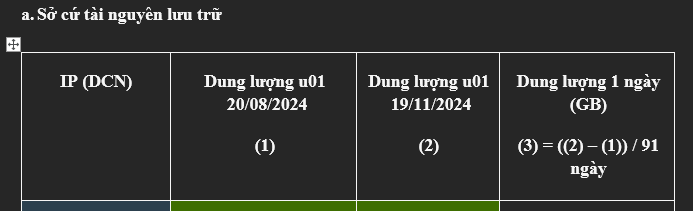 a. Sở cứ tài nguyên lưu trữ
IP (DCN)
Dung lượng u01
20/08/2024
(1)
Dung lượng u01
19/11/2024
(2)
Dung lượng 1 ngày
(GB)
(3) = ((2) – (1)) / 91
ngày